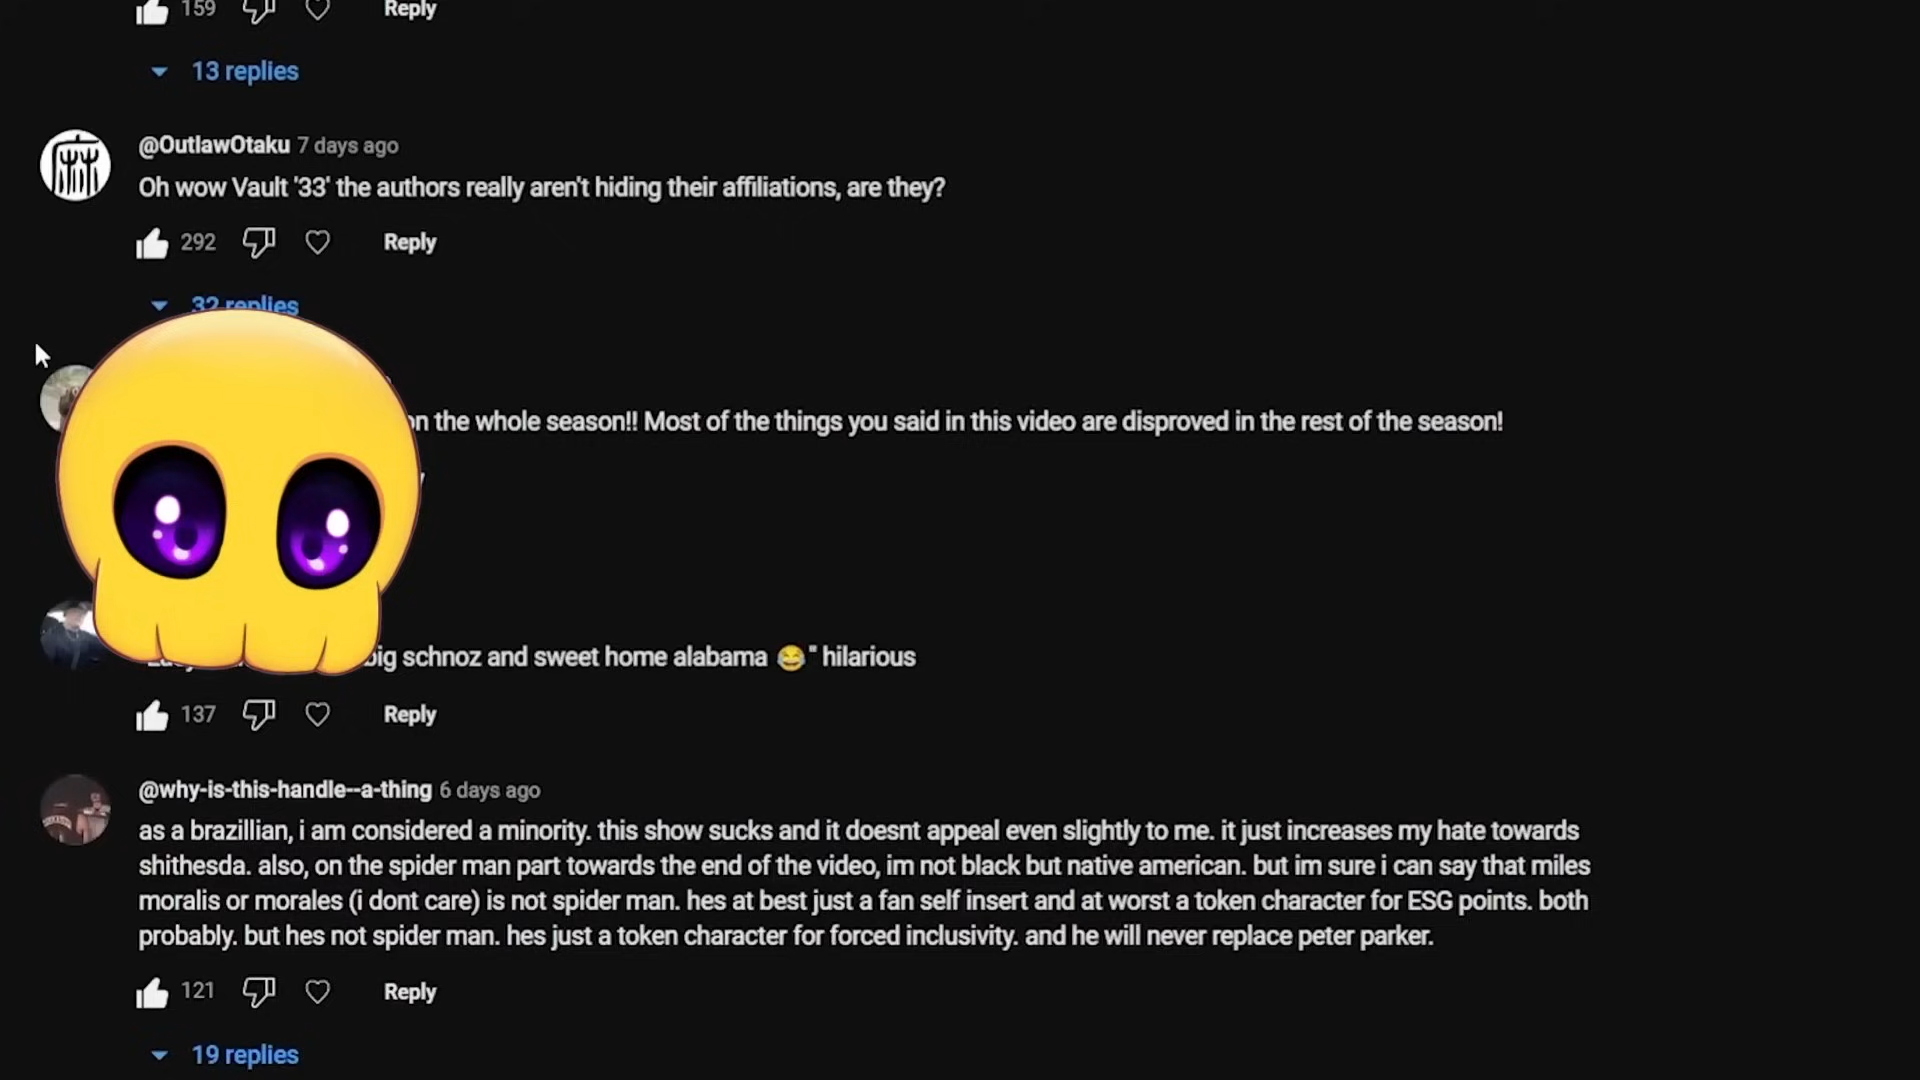 159 Reply
13 replies
@OutlawOtaku 7 days ago
Oh wow Vault '33' the authors really aren't hiding their affiliations, are they?
292 Reply
32 replies
on the whole season!! Most of the things you said in this video are disproved in the rest of the season!
big schnoz and sweet home alabama 😂" hilarious
137 Reply
@why-is-this-handle--a-thing 6 days ago
as a brazillian, i am considered a minority. this show sucks and it doesnt appeal even slightly to me. it just increases my hate towards
shithesda. also, on the spider man part towards the end of the video, im not black but native american. but im sure i can say that miles
moralis or morales (i dont care) is not spider man. hes at best just a fan self insert and at worst a token character for ESG points. both
probably. but hes not spider man. hes just a token character for forced inclusivity. and he will never replace peter parker.
121 Reply
19 replies